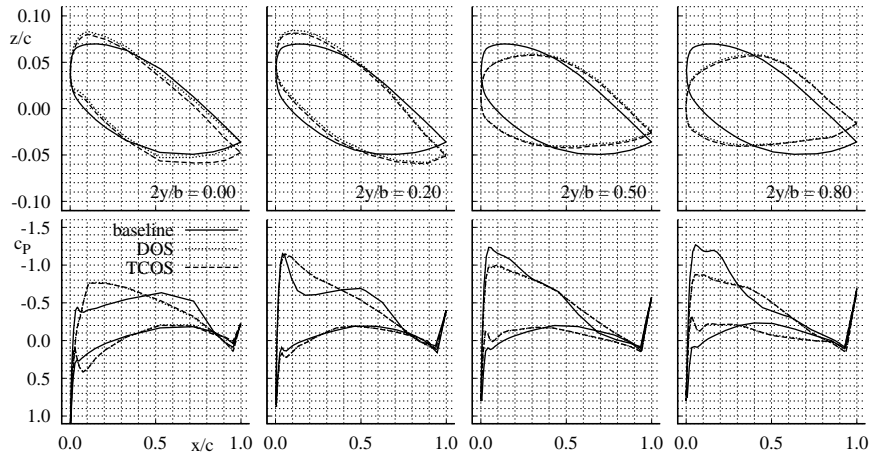 0.10
z/c
0.05
0.00
-0.05
-0.10
2y/b = 0.00
2y/b = 0.20
2y/b = 0.50
2y/b = 0.80
-1.5
cP
-1.0
-0.5
0.0
0.5
1.0
baseline
DOS
TCOS
0.0 0.5 1.0
0.0 0.5 1.0
0.0 0.5 1.0
0.0 0.5 1.0
x/c